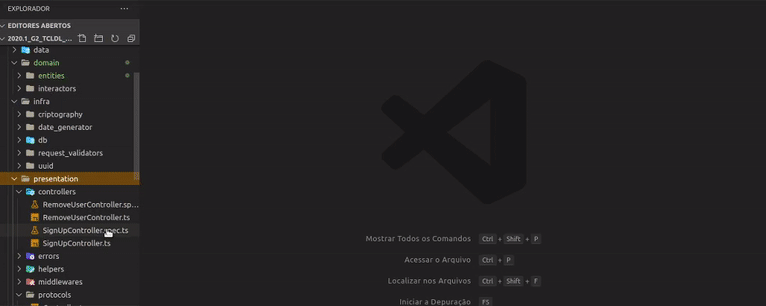 EXPLORADOR
EDITORES ABERTOS
2020.1_G2_TCLDL_...
data
domain
entities
interactors
infra
criptography
date_generator
db
request_validators
uuid
presentation
controllers
RemoveUserController.sp...
RemoveUserController.ts
SignUpController.spec.ts
SignUpController.ts
errors
helpers
middlewares
protocols
Mostrar Todos os Comandos Ctrl + Shift + P
Acessar o Arquivo Ctrl + P
Localizar nos Arquivos Ctrl + Shift + F
Iniciar a Depuração F5